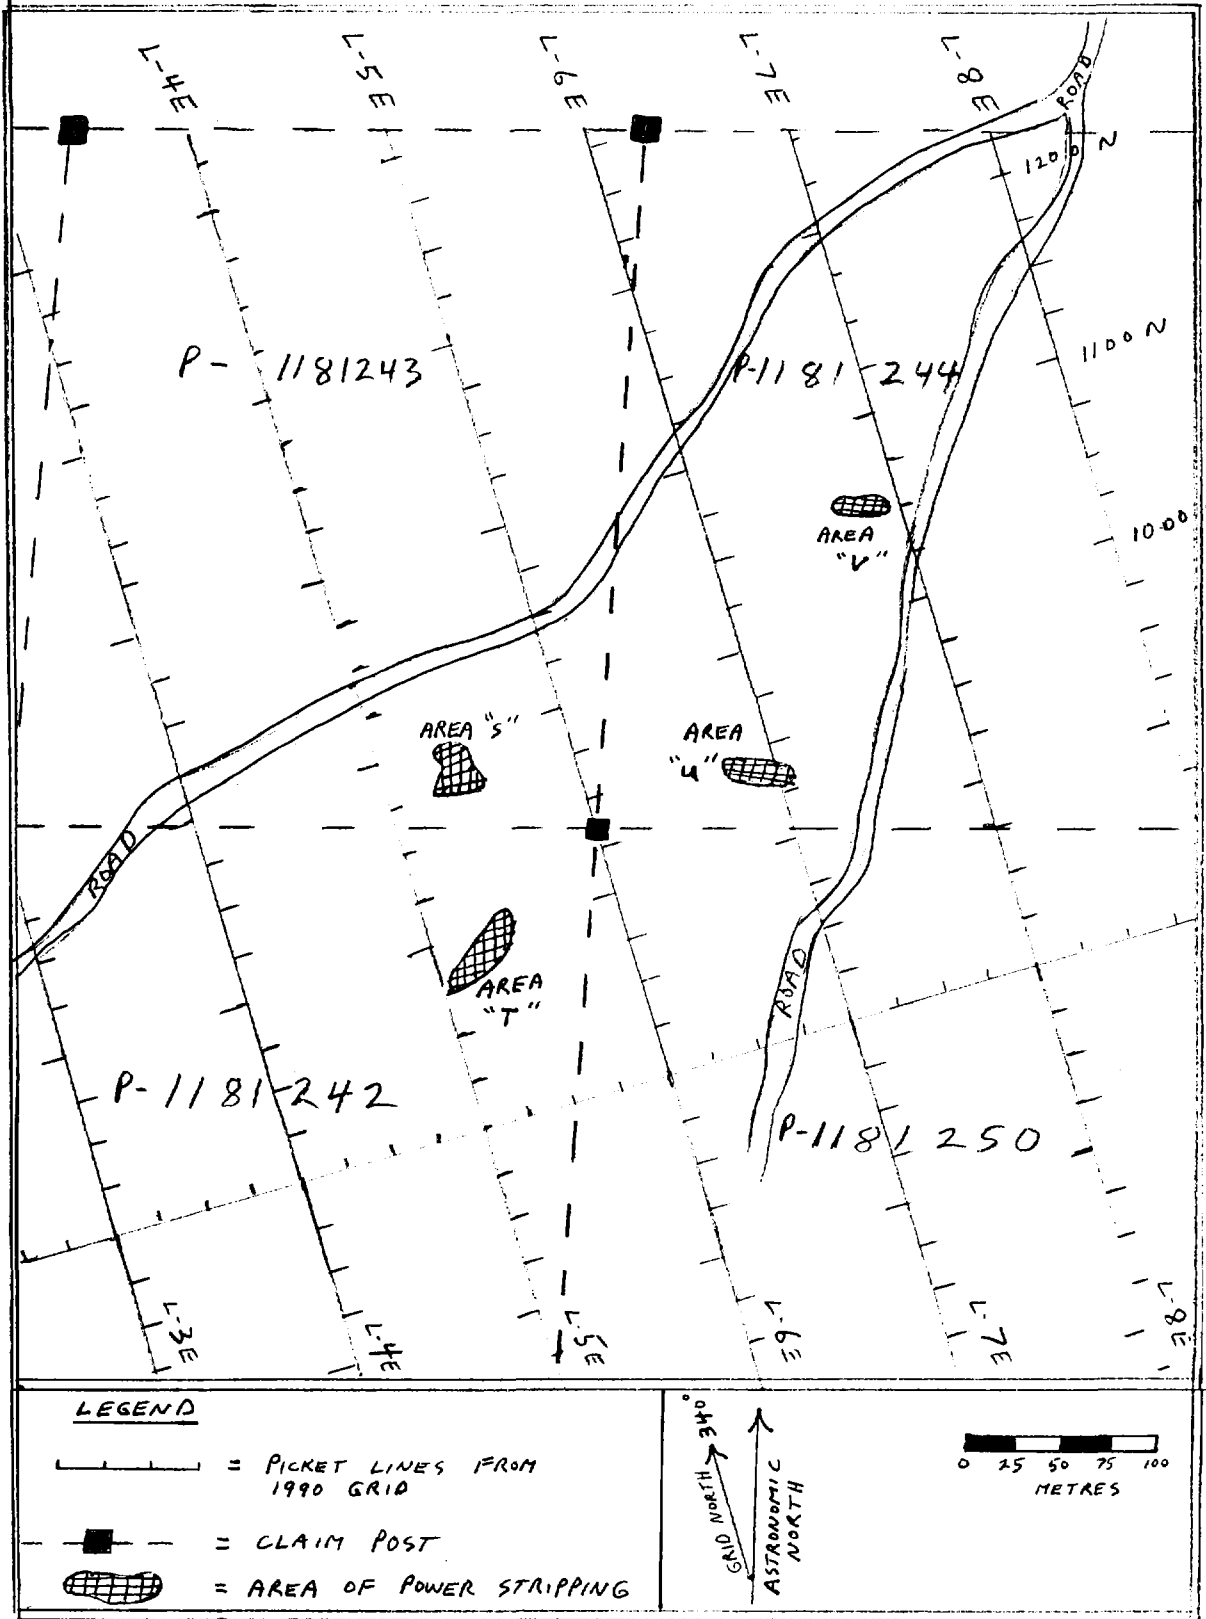 L-4E
L-5E
L-6E
L-7E
L-8E
ROAD
1200 N
P- 1181243
P-1181 244
1100 N
1000
AREA
"V"
AREA "S"
AREA
"U"
ROAD
AREA
"T"
ROAD
P-1181242
P-1181250
L-3E
L-4E
L-5E
L-6E
L-7E
L-8E
LEGEND
= PICKET LINES FROM
1990 GRID
= CLAIM POST
= AREA OF POWER STRIPPING
GRID NORTH 340°
ASTRONOMIC
NORTH
0 25 50 75 100
METRES